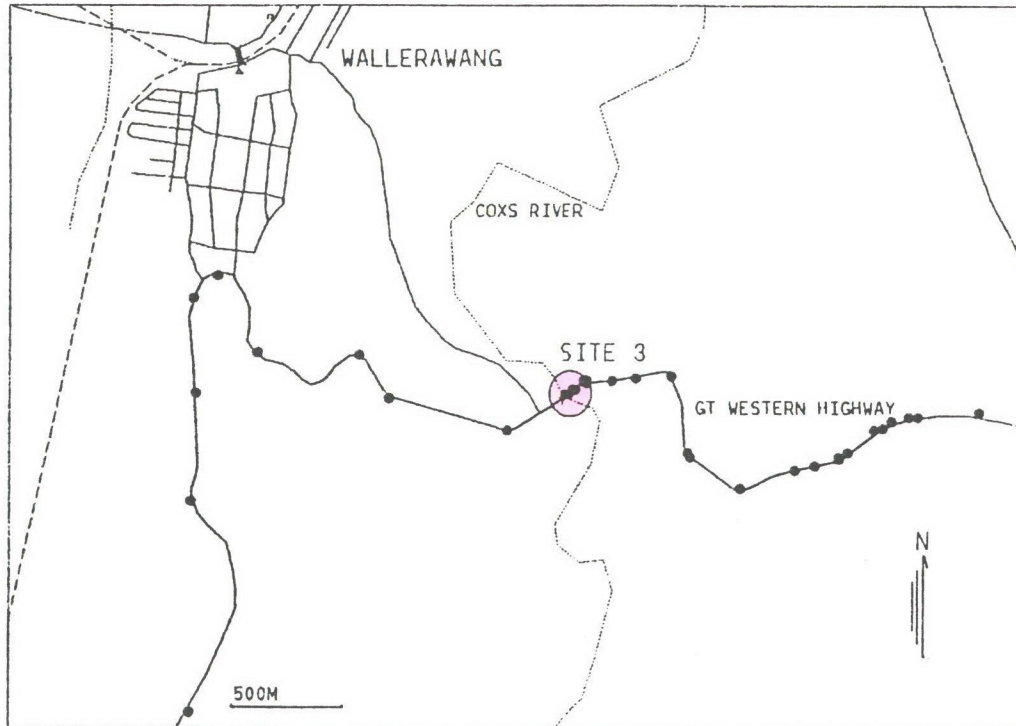 WALLERAWANG
COXS RIVER
SITE 3
GT WESTERN HIGHWAY
N
500M